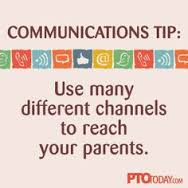 COMMUNICATIONS TIP:
Use many
different channels
to reach
your parents.
PTOTODAY.COM